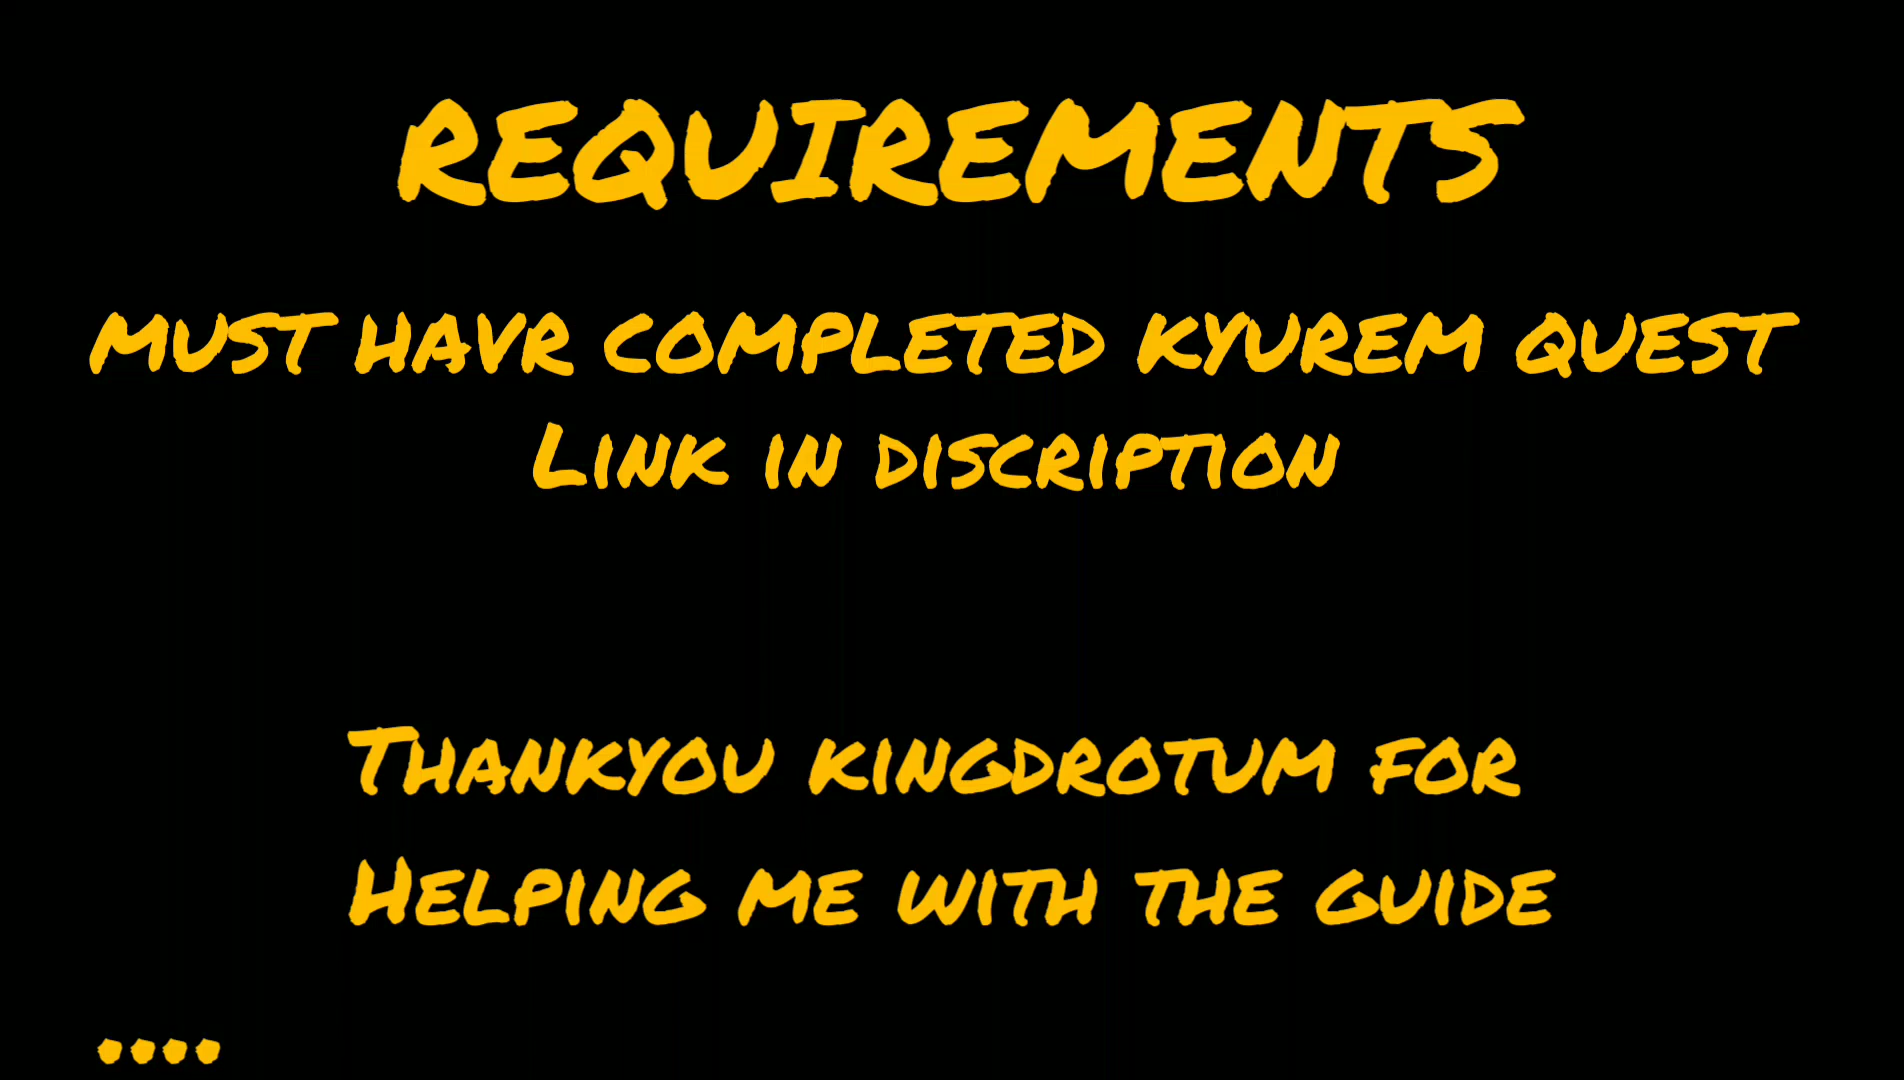 REQUIREMENTS
MUST HAVR COMPLETED KYUREM QUEST
LINK IN DISCRIPTION
THANKYOU KINGDROTUM FOR
HELPING ME WITH THE GUIDE
....